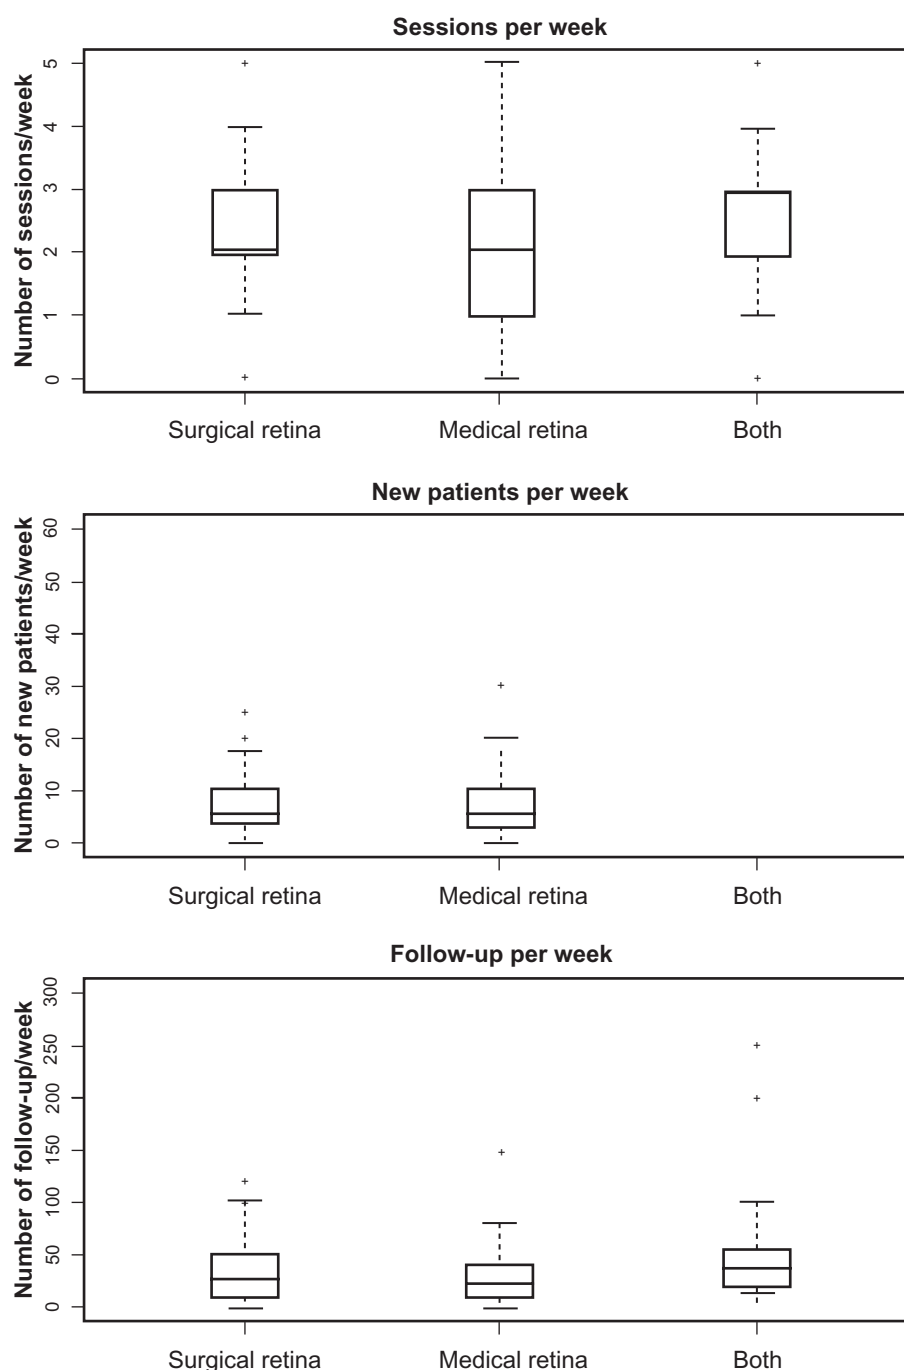 Sessions per week
Number of sessions/week
5
4
3
2
1
0
Surgical retina
Medical retina
Both
New patients per week
Number of new patients/week
60
50
40
30
20
10
0
Surgical retina
Medical retina
Both
Follow-up per week
Number of follow-up/week
300
250
200
150
100
50
0
Surgical retina
Medical retina
Both